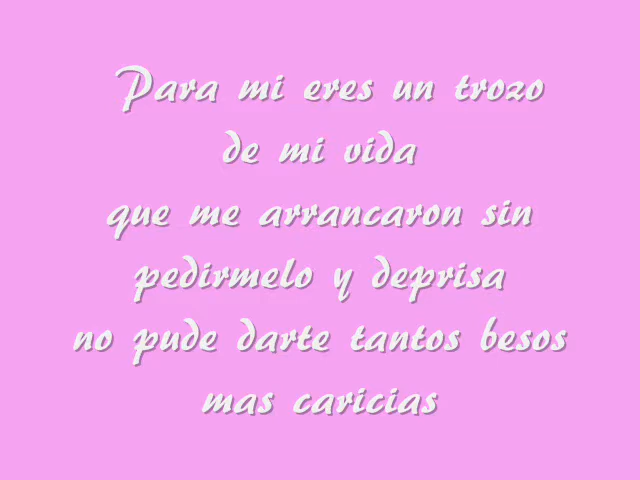 Para mi eres un trozo
de mi vida
que me arrancaron sin
pedirmelo y deprisa
no pude darte tantos besos
mas caricias